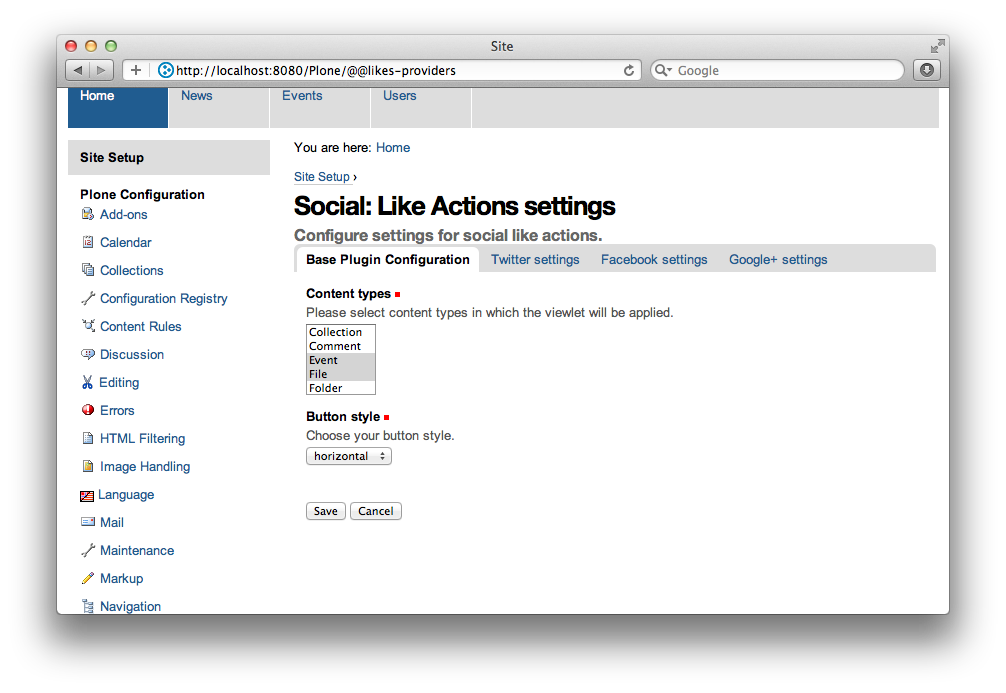 Site
http://localhost:8080/Plone/@@likes-providers
Google
Home
News
Events
Users
Site Setup
Plone Configuration
Add-ons
Calendar
Collections
Configuration Registry
Content Rules
Discussion
Editing
Errors
HTML Filtering
Image Handling
Language
Mail
Maintenance
Markup
Navigation
You are here: Home
Site Setup ›
Social: Like Actions settings
Configure settings for social like actions.
Base Plugin Configuration
Twitter settings
Facebook settings
Google+ settings
Content types
Please select content types in which the viewlet will be applied.
Collection
Comment
Event
File
Folder
Button style
Choose your button style.
horizontal
Save
Cancel